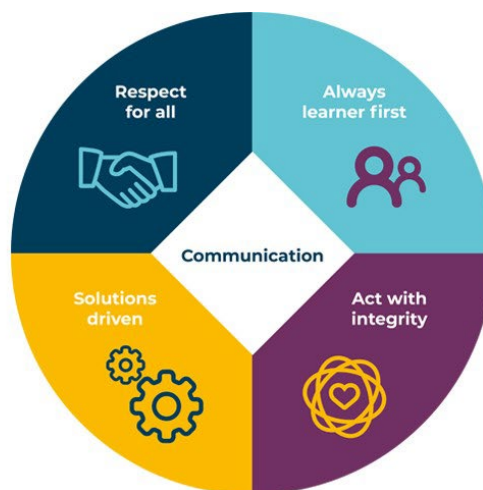 Respect
for all
Always
learner first
Communication
Solutions
driven
Act with
integrity